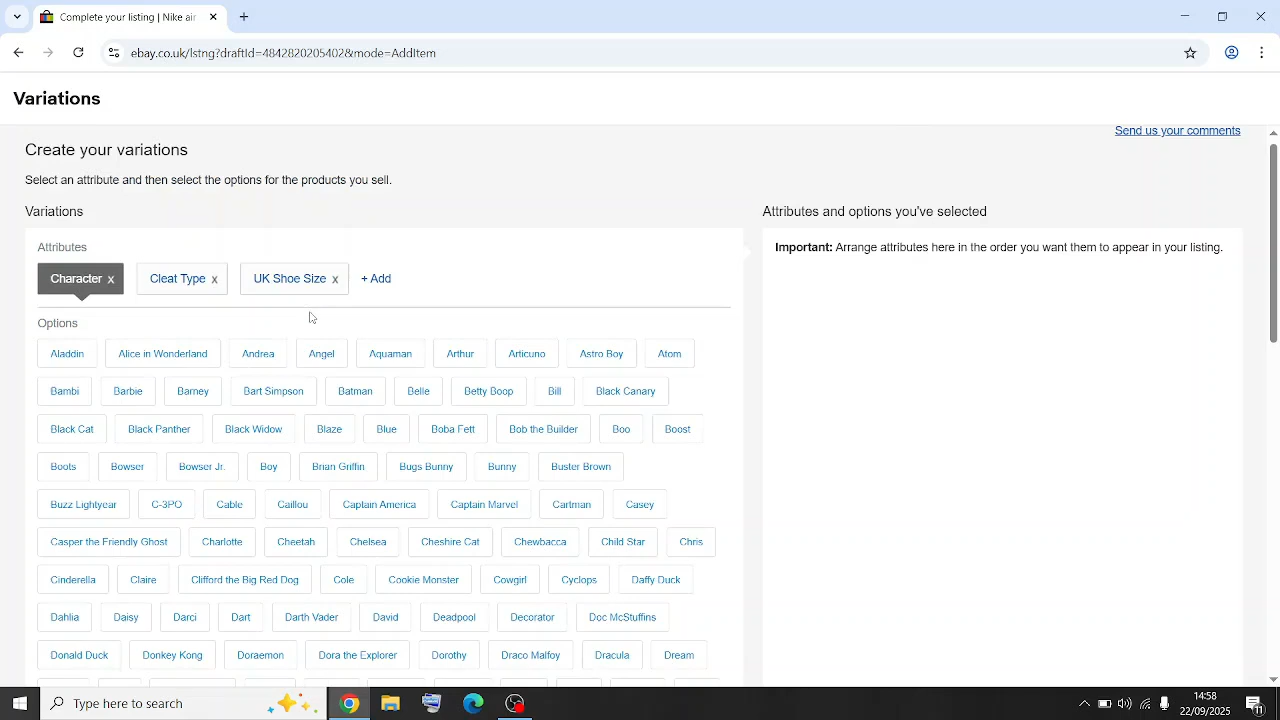 Complete your listing | Nike air
ebay.co.uk/lstng?draftId=4842820205402&mode=AddItem
Variations
Send us your comments
Create your variations
Select an attribute and then select the options for the products you sell.
Variations
Attributes and options you've selected
Attributes
Important: Arrange attributes here in the order you want them to appear in your listing.
Character x Cleat Type x UK Shoe Size x + Add
Options
Aladdin Alice in Wonderland Andrea Angel Aquaman Arthur Articuno Astro Boy Atom
Bambi Barbie Barney Bart Simpson Batman Belle Betty Boop Bill Black Canary
Black Cat Black Panther Black Widow Blaze Blue Boba Fett Bob the Builder Boo Boost
Boots Bowser Bowser Jr. Boy Brian Griffin Bugs Bunny Bunny Buster Brown
Buzz Lightyear C-3PO Cable Caillou Captain America Captain Marvel Cartman Casey
Casper the Friendly Ghost Charlotte Cheetah Chelsea Cheshire Cat Chewbacca Child Star Chris
Cinderella Claire Clifford the Big Red Dog Cole Cookie Monster Cowgirl Cyclops Daffy Duck
Dahlia Daisy Darci Dart Darth Vader David Deadpool Decorator Doc McStuffins
Donald Duck Donkey Kong Doraemon Dora the Explorer Dorothy Draco Malfoy Dracula Dream
Type here to search
14:58
22/09/2025
11